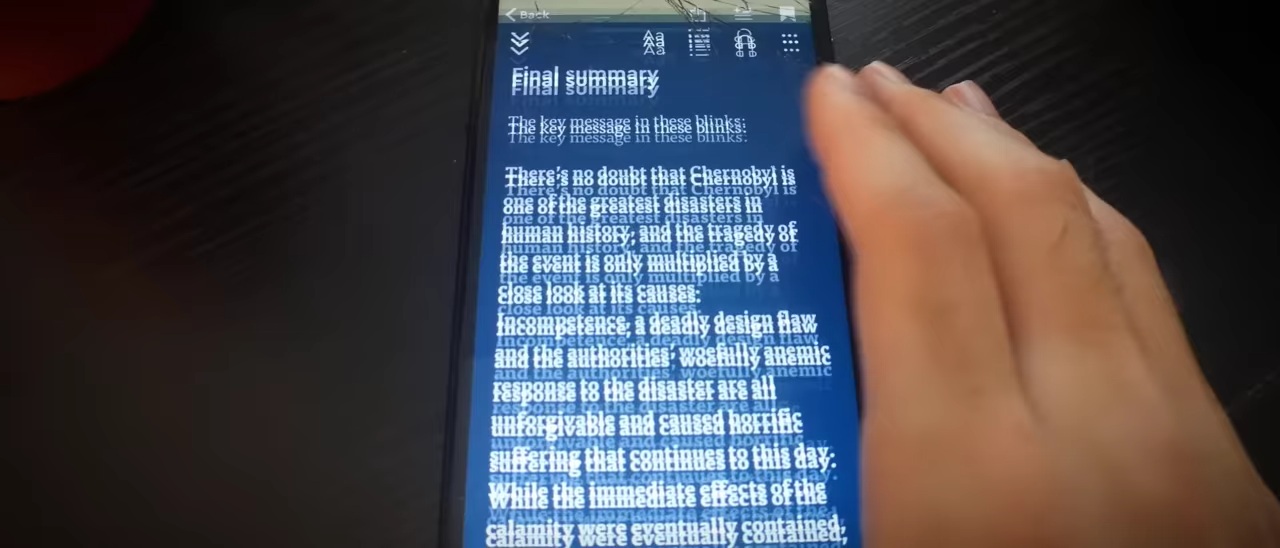 Back
Aa
Final summary
The key message in these blinks:
There's no doubt that Chernobyl is
one of the greatest disasters in
human history, and the tragedy of
the event is only multiplied by a
close look at its causes:
Incompetence, a deadly design flaw
and the authorities' woefully anemic
response to the disaster are all
unforgivable and caused horrific
suffering that continues to this day.
While the immediate effects of the
calamity were eventually contained,